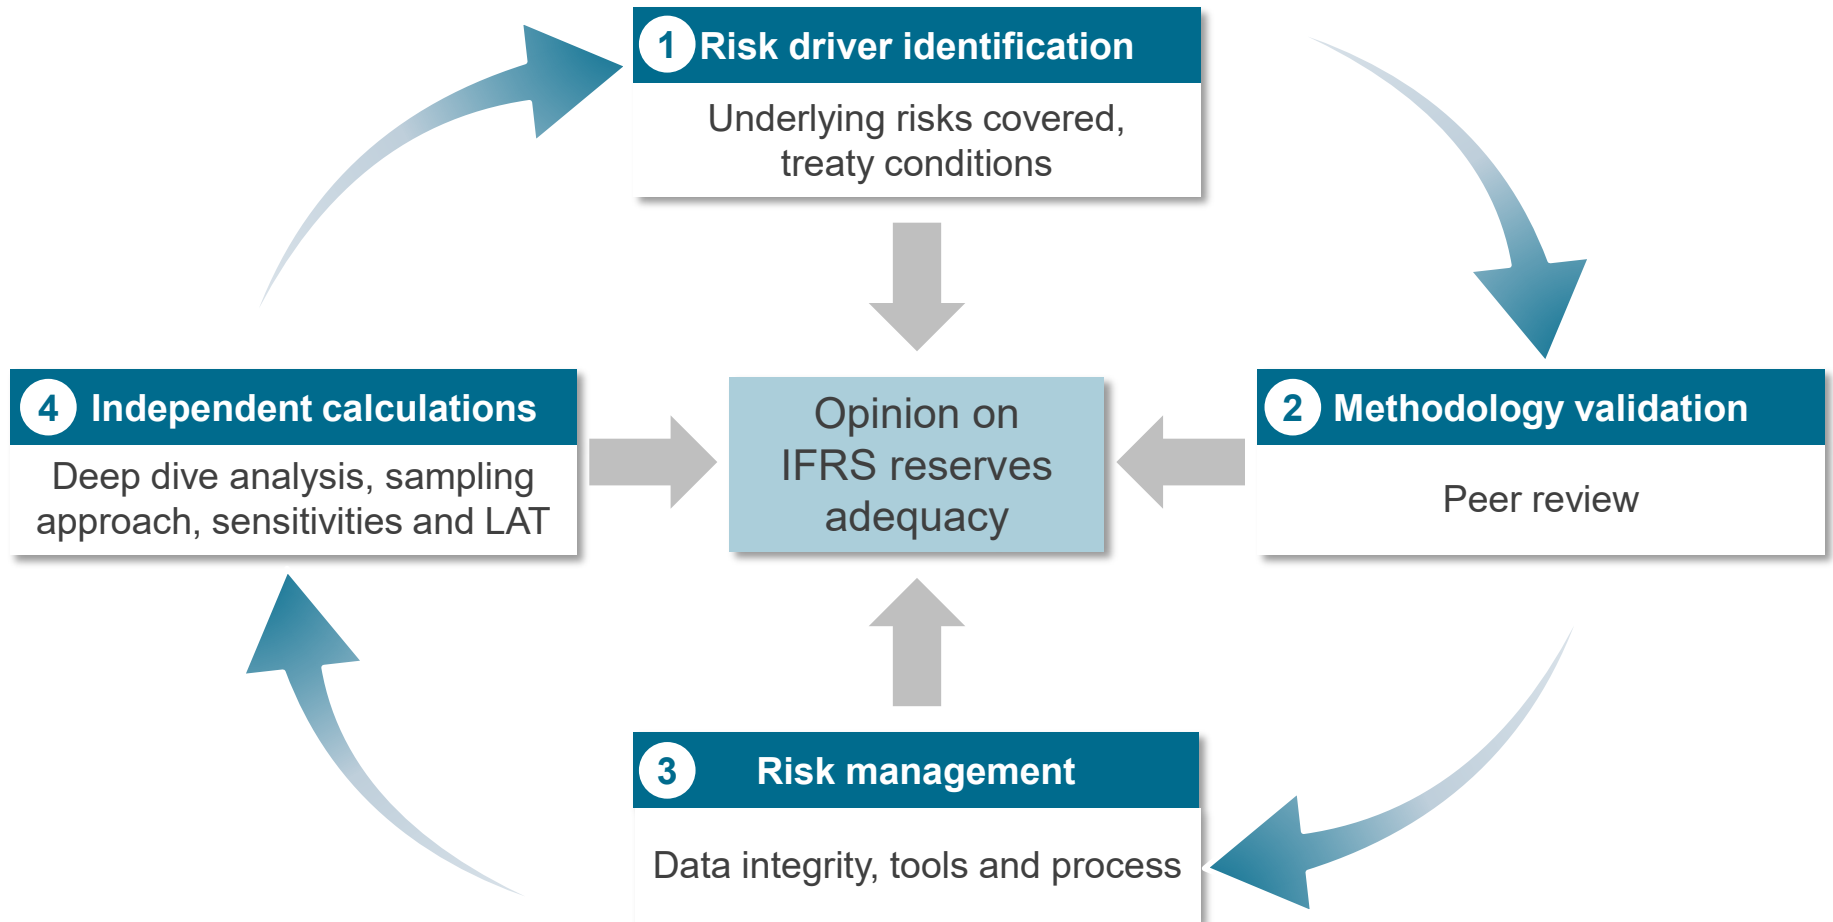 1 Risk driver identification
Underlying risks covered,
treaty conditions
2 Methodology validation
Peer review
3 Risk management
Data integrity, tools and process
4 Independent calculations
Deep dive analysis, sampling
approach, sensitivities and LAT
Opinion on
IFRS reserves
adequacy